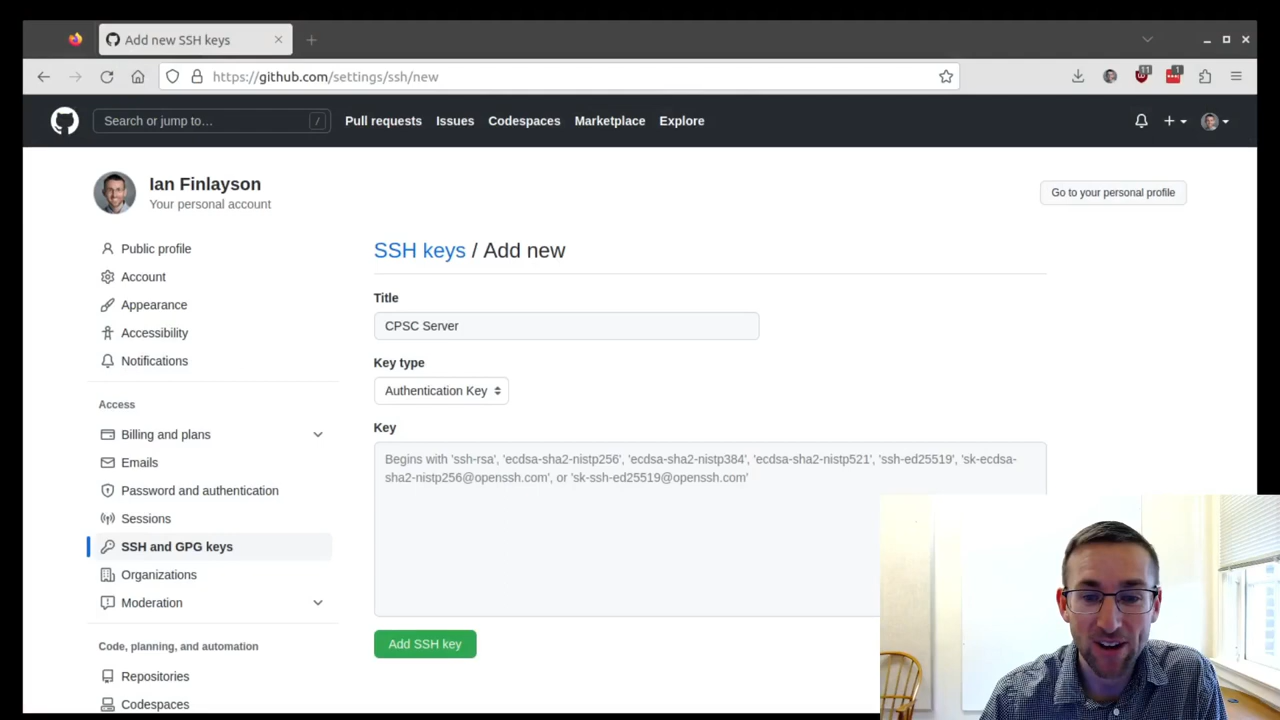 Add new SSH keys
https://github.com/settings/ssh/new
11
1
Search or jump to…
/
Pull requests
Issues
Codespaces
Marketplace
Explore
Ian Finlayson
Your personal account
Go to your personal profile
Public profile
Account
Appearance
Accessibility
Notifications
Access
Billing and plans
Emails
Password and authentication
Sessions
SSH and GPG keys
Organizations
Moderation
Code, planning, and automation
Repositories
Codespaces
SSH keys / Add new
Title
CPSC Server
Key type
Authentication Key
Key
Begins with 'ssh-rsa', 'ecdsa-sha2-nistp256', 'ecdsa-sha2-nistp384', 'ecdsa-sha2-nistp521', 'ssh-ed25519', 'sk-ecdsa-
sha2-nistp256@openssh.com', or 'sk-ssh-ed25519@openssh.com'
Add SSH key